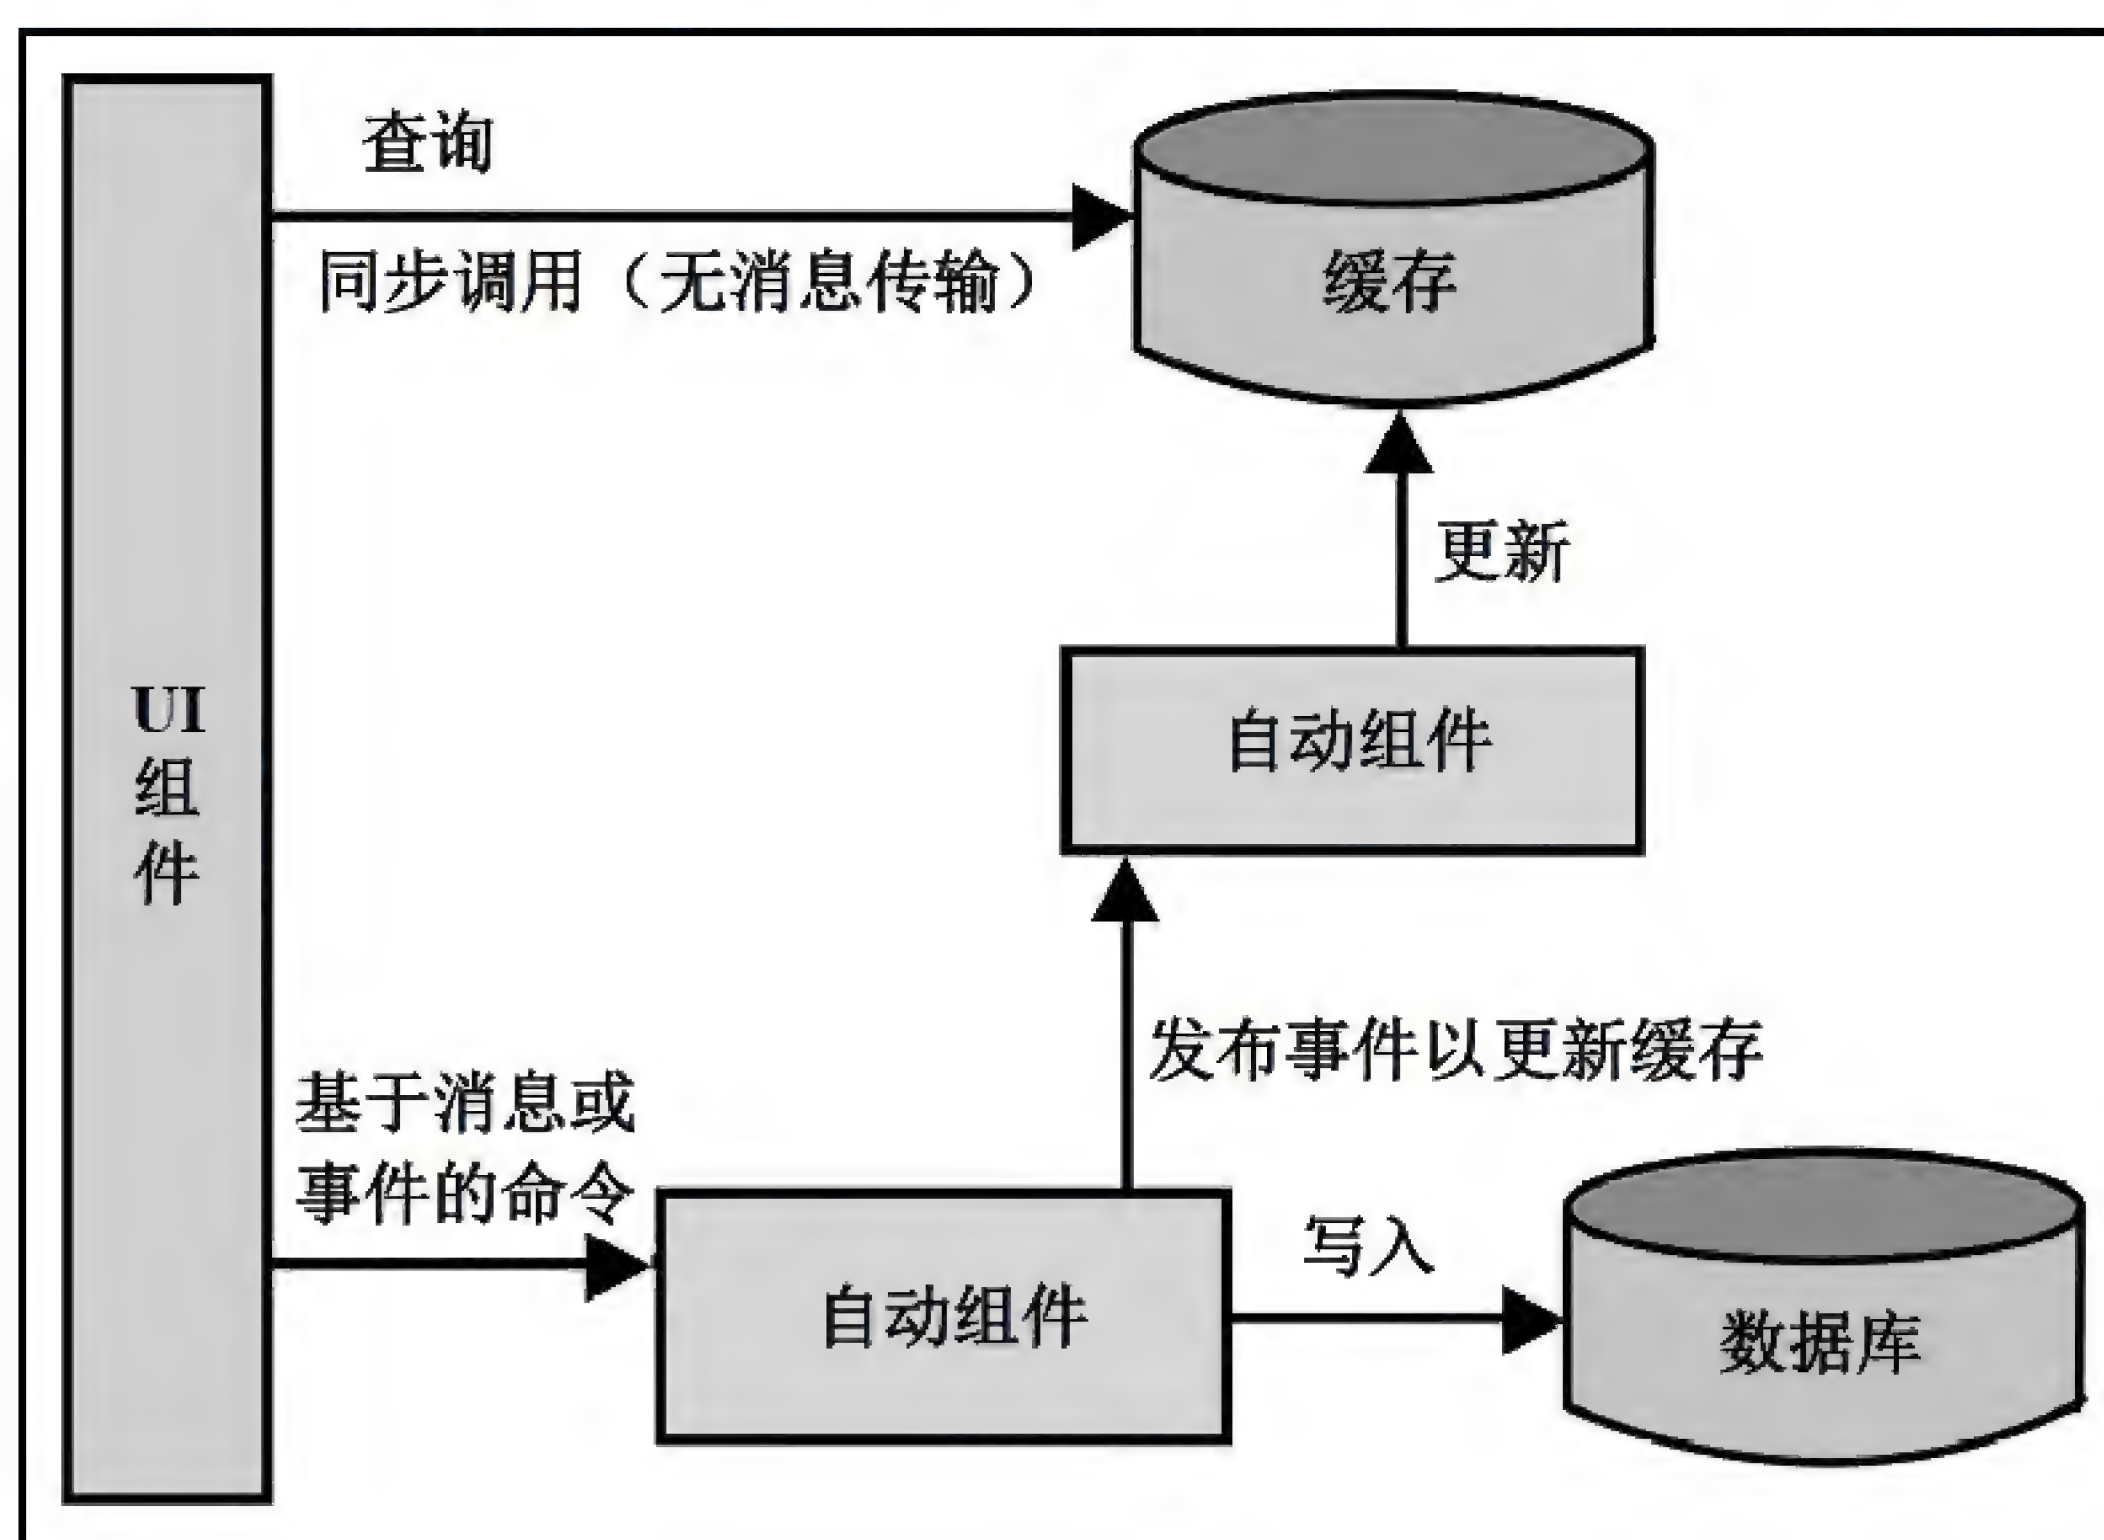 查询
同步调用（无消息传输）
缓存
更新
自动组件
UI
组
件
发布事件以更新缓存
基于消息或
事件的命令
写入
自动组件
数据库